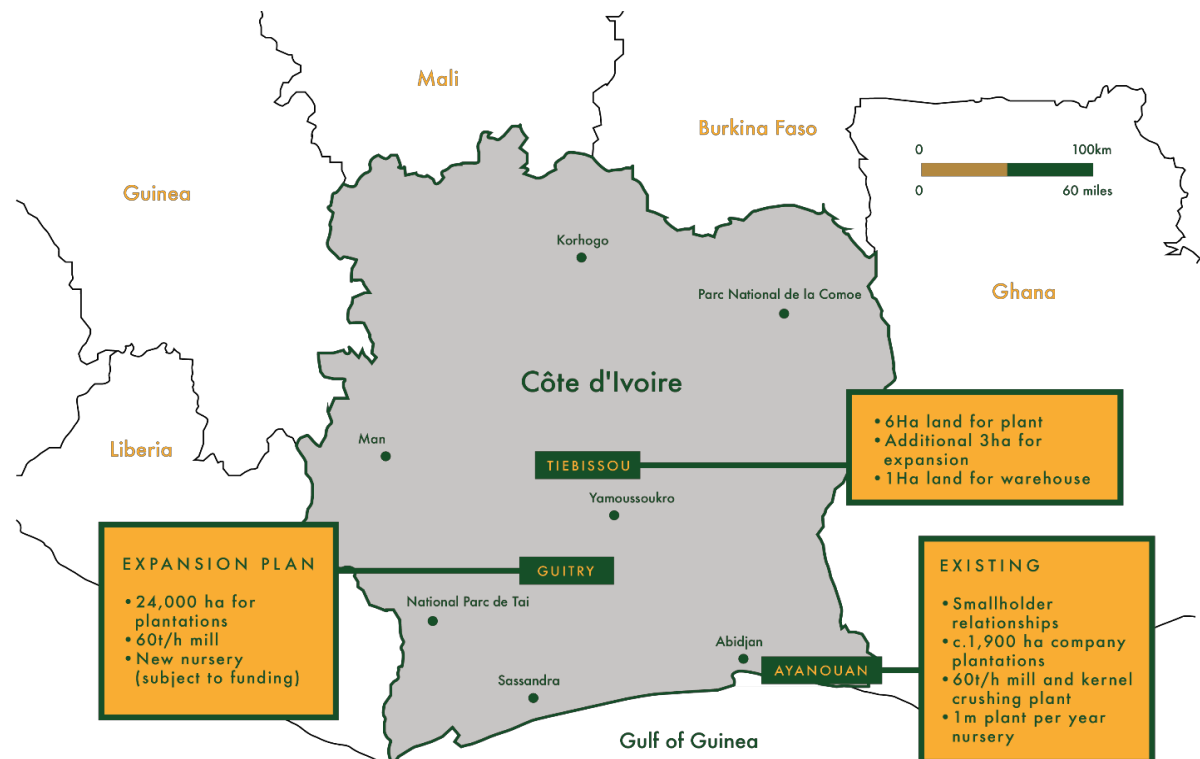 Mali
Burkina Faso
0 100km
0 60 miles
Guinea
Korhogo
Parc National de la Comoe
Ghana
Côte d'Ivoire
Liberia
Man
TIEBISSOU
•6Ha land for plant
•Additional 3ha for
expansion
•1Ha land for warehouse
Yamoussoukro
EXPANSION PLAN
•24,000 ha for
plantations
•60t/h mill
•New nursery
(subject to funding)
GUITRY
National Parc de Tai
EXISTING
•Smallholder
relationships
•c.1,900 ha company
plantations
•60t/h mill and kernel
crushing plant
•1m plant per year
nursery
Abidjan
AYANOUAN
Sassandra
Gulf of Guinea